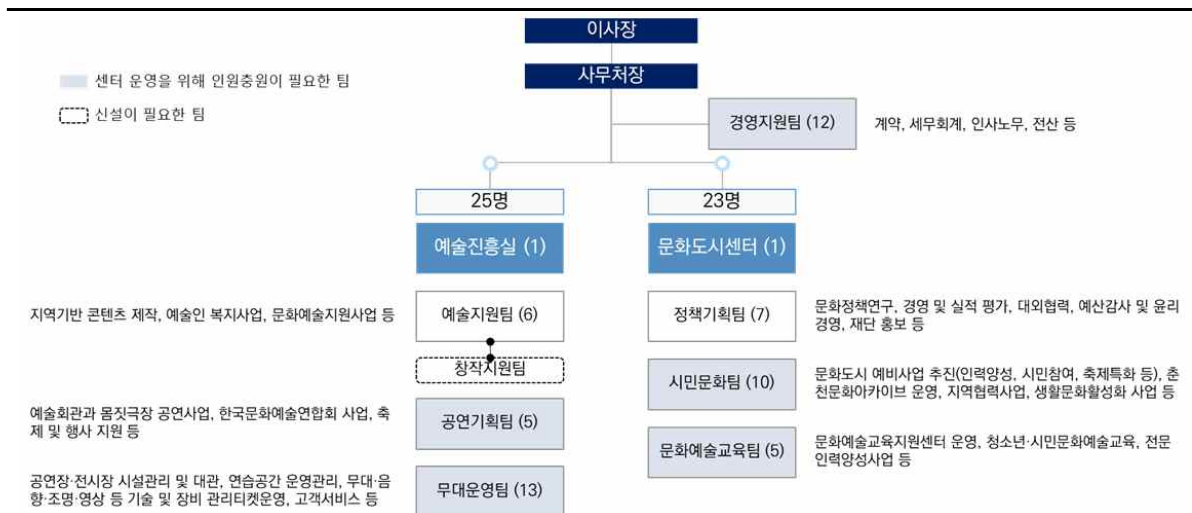 이사장
사무처장
센터 운영을 위해 인원충원이 필요한 팀
신설이 필요한 팀
경영지원팀 (12)
계약, 세무회계, 인사노무, 전산 등
25명
23명
예술진흥실 (1)
문화도시센터 (1)
지역기반 콘텐츠 제작, 예술인 복지사업, 문화예술지원사업 등
예술지원팀 (6)
정책기획팀 (7)
문화정책연구, 경영 및 실적 평가, 대외협력, 예산감사 및 윤리
경영, 재단 홍보 등
창작지원팀
시민문화팀 (10)
문화도시 예비사업 추진(인력양성, 시민참여, 축제특화 등), 춘
천문화아카이브 운영, 지역협력사업, 생활문화활성화 사업 등
예술회관과 몸짓극장 공연사업, 한국문화예술연합회 사업, 축
제 및 행사 지원 등
공연기획팀 (5)
문화예술교육팀 (5)
문화예술교육지원센터 운영, 청소년·시민문화예술교육, 전문
인력양성사업 등
공연장·전시장 시설관리 및 대관, 연습공간 운영관리, 무대·음
향·조명·영상 등 기술 및 장비 관리티켓운영, 고객서비스 등
무대운영팀 (13)